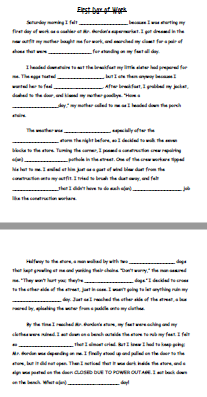 First Day of Work
Saturday morning I felt ____________ because I was starting my
first day of work as a cashier at Mr. Gordon's supermarket. I got dressed in the
new outfit my mother bought me for work, and searched my closet for a pair of
shoes that were ____________ for standing on my feet all day.
I headed downstairs to eat the breakfast my little sister had prepared for
me. The eggs tasted ____________, but I ate them anyway because I
wanted her to feel ____________. After breakfast, I grabbed my jacket,
dashed to the door, and kissed my mother goodbye. "Have a
____________ day," my mother called to me as I headed down the porch
stairs.
The weather was ____________, especially after the
____________ storm the night before, so I decided to walk the seven
blocks to the store. Turning the corner, I passed a construction crew repairing
a(n) ____________ pothole in the street. One of the crew workers tipped
his hat to me. I smiled at him just as a gust of wind blew dust from the
construction onto my outfit. I tried to brush the dust away, and felt
____________ that I didn't have to do such a(an) ____________ job
like the construction workers.
Halfway to the store, a man walked by with two ____________ dogs
that kept growling at me and yanking their chains. "Don't worry," the man assured
me. "They won't hurt you; they're ____________ dogs." I decided to cross
to the other side of the street, just in case. I wasn't going to let anything ruin my
____________ day. Just as I reached the other side of the street, a bus
roared by, splashing the water from a puddle onto my clothes.
By the time I reached Mr. Gordon's store, my feet were aching and my
clothes were ruined. I sat down on a bench outside the store to rub my feet. I felt
so ____________ that I almost cried. But I knew I had to keep going;
Mr. Gordon was depending on me. I finally stood up and pulled on the door to the
store, but it did not open. Then I noticed that it was dark inside the store, and a
sign was posted on the door: CLOSED DUE TO POWER OUTAGE. I sat back down
on the bench. What a(n) ____________ day!